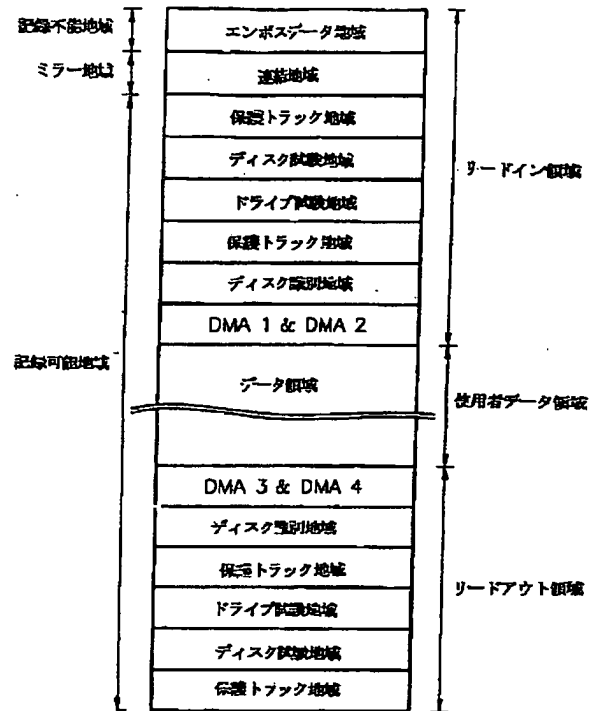 記録不能地域
ミラー地域
記録可能地域
エンボスデータ地域
連結地域
保護トラック地域
ディスク試験地域
ドライブ試験地域
保護トラック地域
ディスク識別地域
DMA 1 & DMA 2
データ領域
DMA 3 & DMA 4
ディスク識別地域
保護トラック地域
ドライブ試験地域
ディスク試験地域
保護トラック地域
リードイン領域
使用者データ領域
リードアウト領域